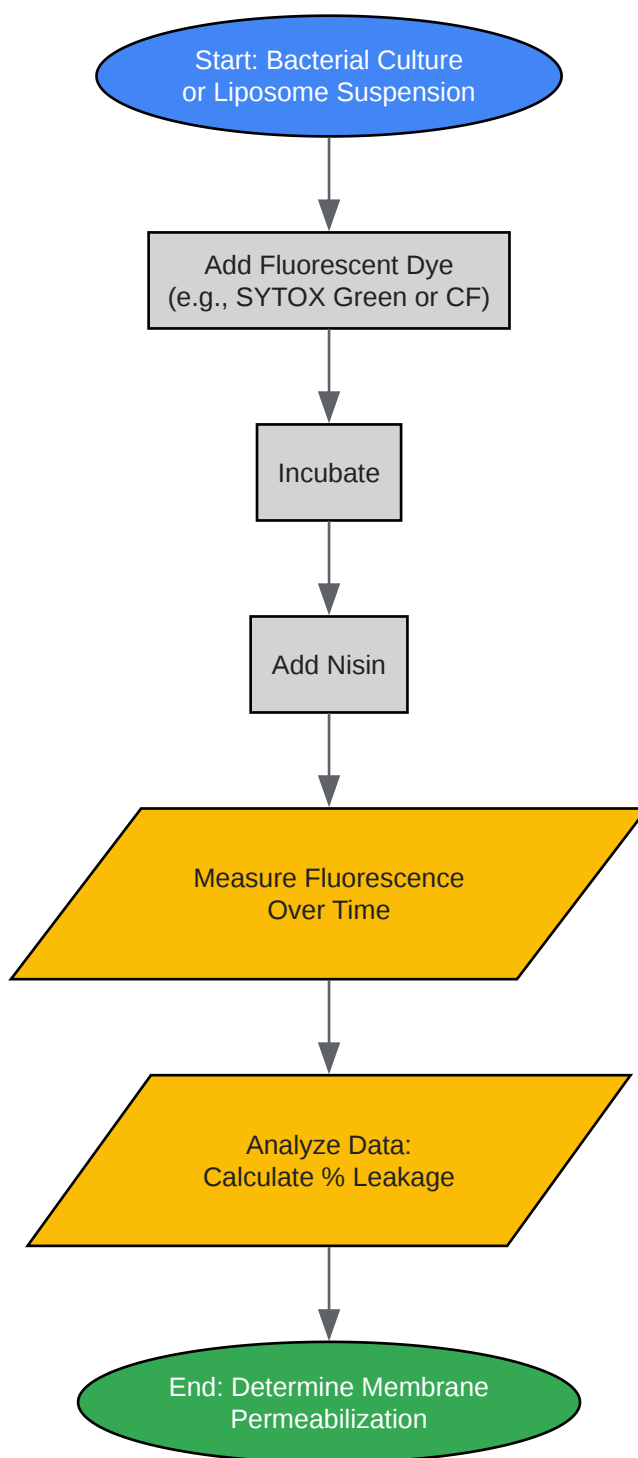 Start: Bacterial Culture
or Liposome Suspension
Add Fluorescent Dye
(e.g., SYTOX Green or CF)
Incubate
Add Nisin
Measure Fluorescence
Over Time
Analyze Data:
Calculate % Leakage
End: Determine Membrane
Permeabilization